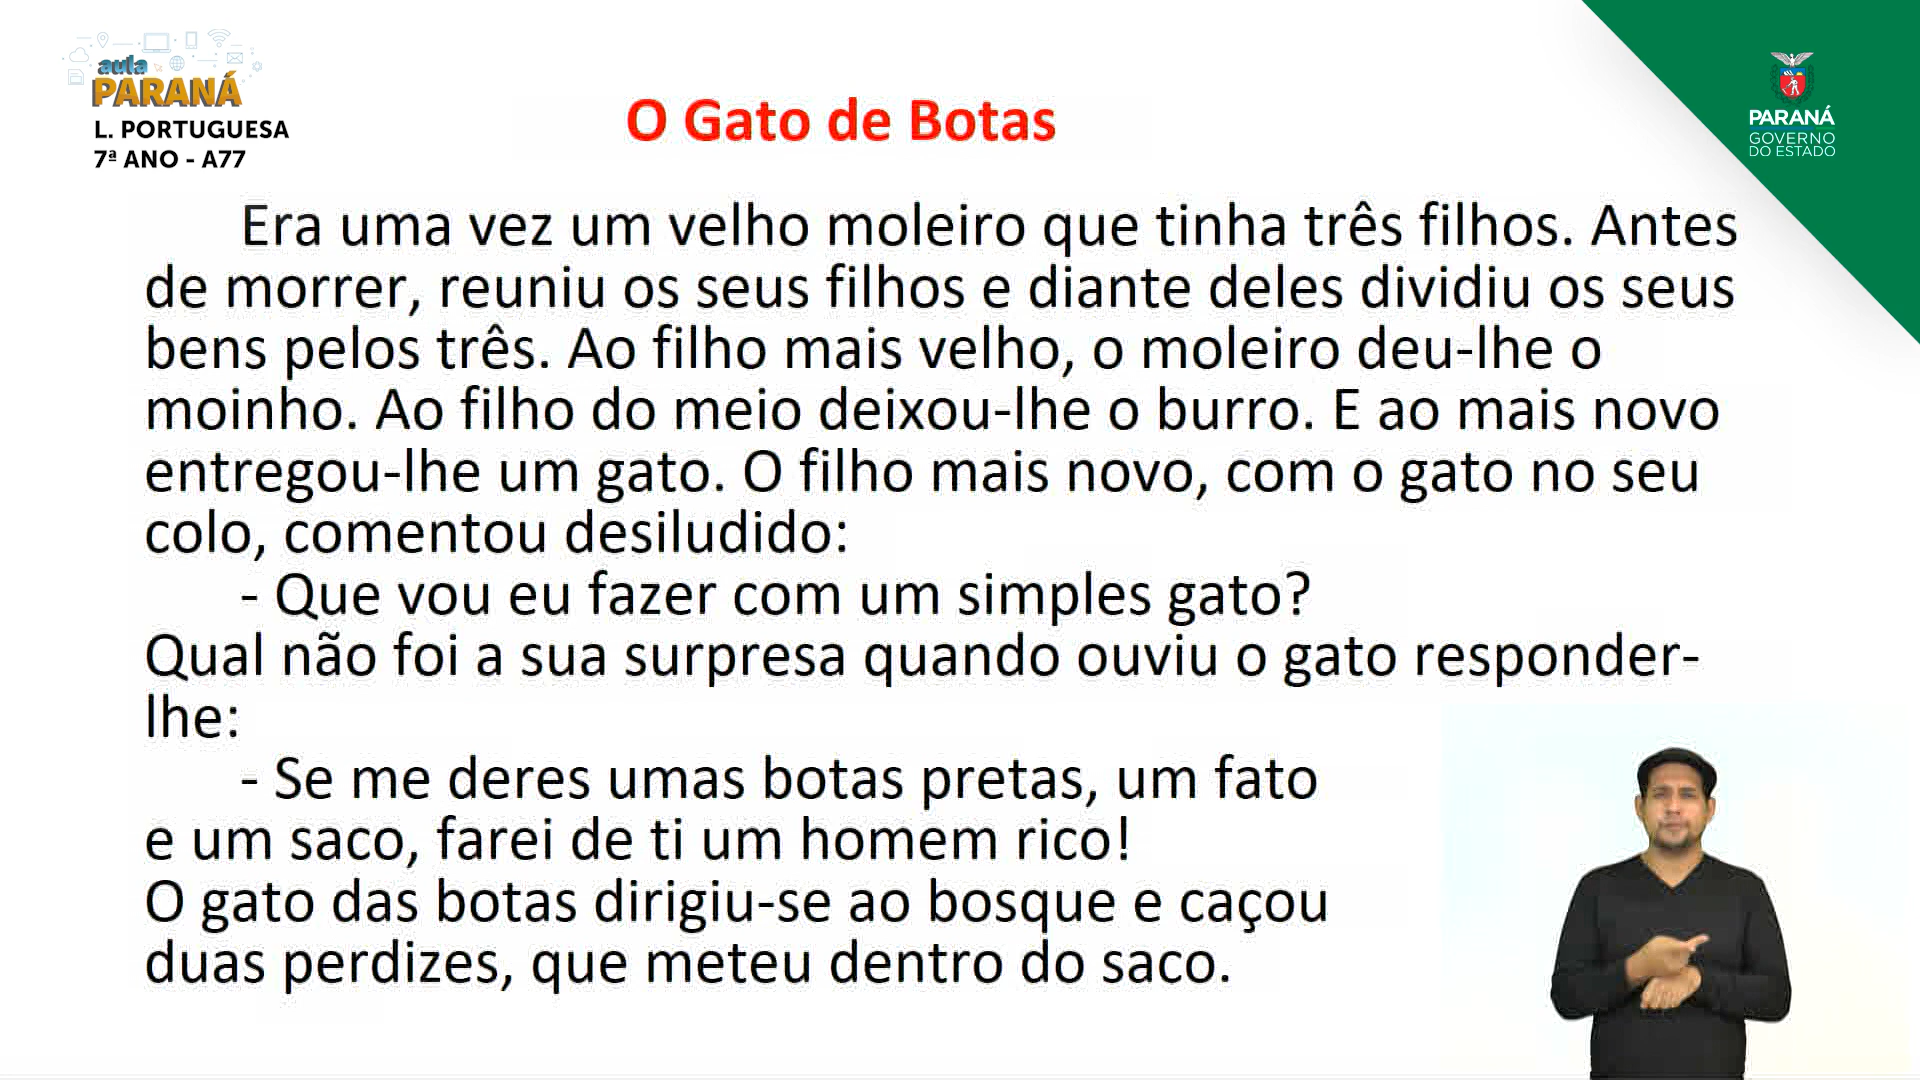 aula
PARANÁ
L. PORTUGUESA
7ª ANO - A77
PARANÁ
GOVERNO
DO ESTADO
O Gato de Botas
Era uma vez um velho moleiro que tinha três filhos. Antes
de morrer, reuniu os seus filhos e diante deles dividiu os seus
bens pelos três. Ao filho mais velho, o moleiro deu-lhe o
moinho. Ao filho do meio deixou-lhe o burro. E ao mais novo
entregou-lhe um gato. O filho mais novo, com o gato no seu
colo, comentou desiludido:
- Que vou eu fazer com um simples gato?
Qual não foi a sua surpresa quando ouviu o gato responder-
lhe:
- Se me deres umas botas pretas, um fato
e um saco, farei de ti um homem rico!
O gato das botas dirigiu-se ao bosque e caçou
duas perdizes, que meteu dentro do saco.